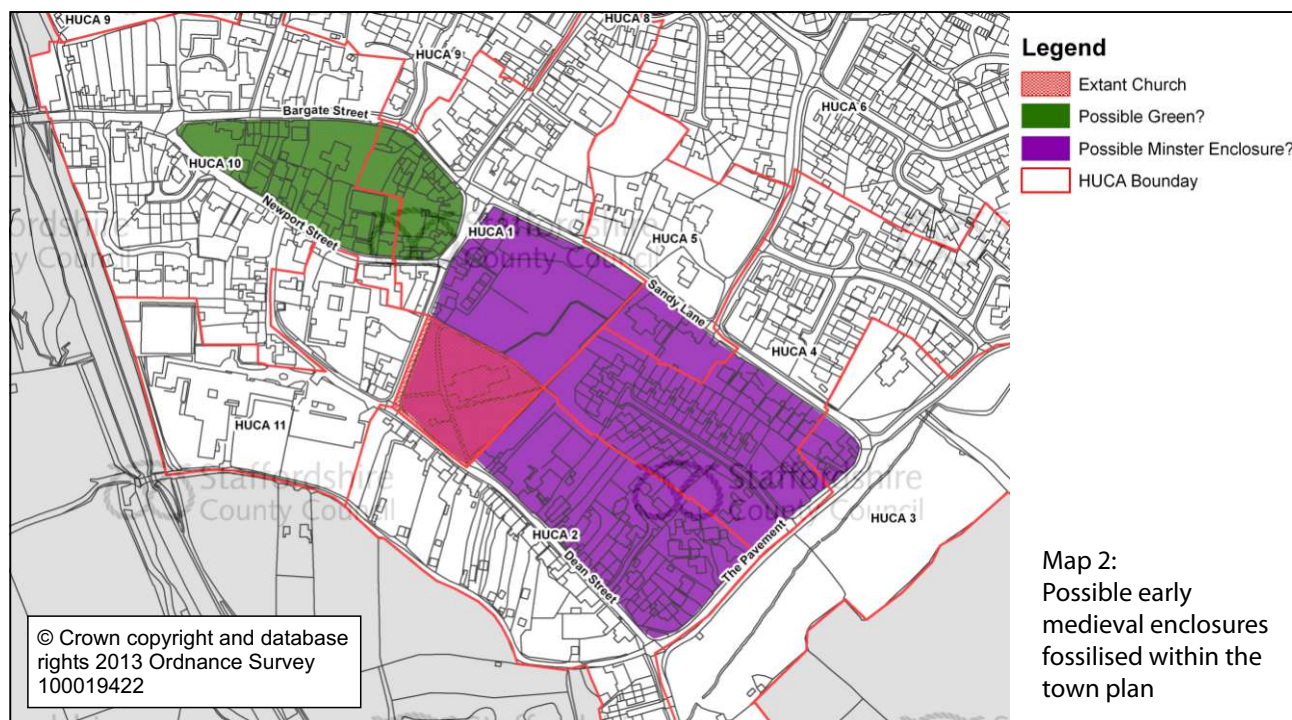 HUCA 9
HUCA 8
HUCA 9
HUCA 6
Bargate Street
HUCA 10
Newport Street
HUCA 1
HUCA 5
Sandy Lane
HUCA 4
HUCA 11
HUCA 2
Dean Street
The Pavement
HUCA 3
Staffordshire
County Council
Staffordshire
County Council
Staffordshire
County Council
© Crown copyright and database
rights 2013 Ordnance Survey
100019422
Legend
Extant Church
Possible Green?
Possible Minster Enclosure?
HUCA Bounday
Map 2:
Possible early
medieval enclosures
fossilised within the
town plan